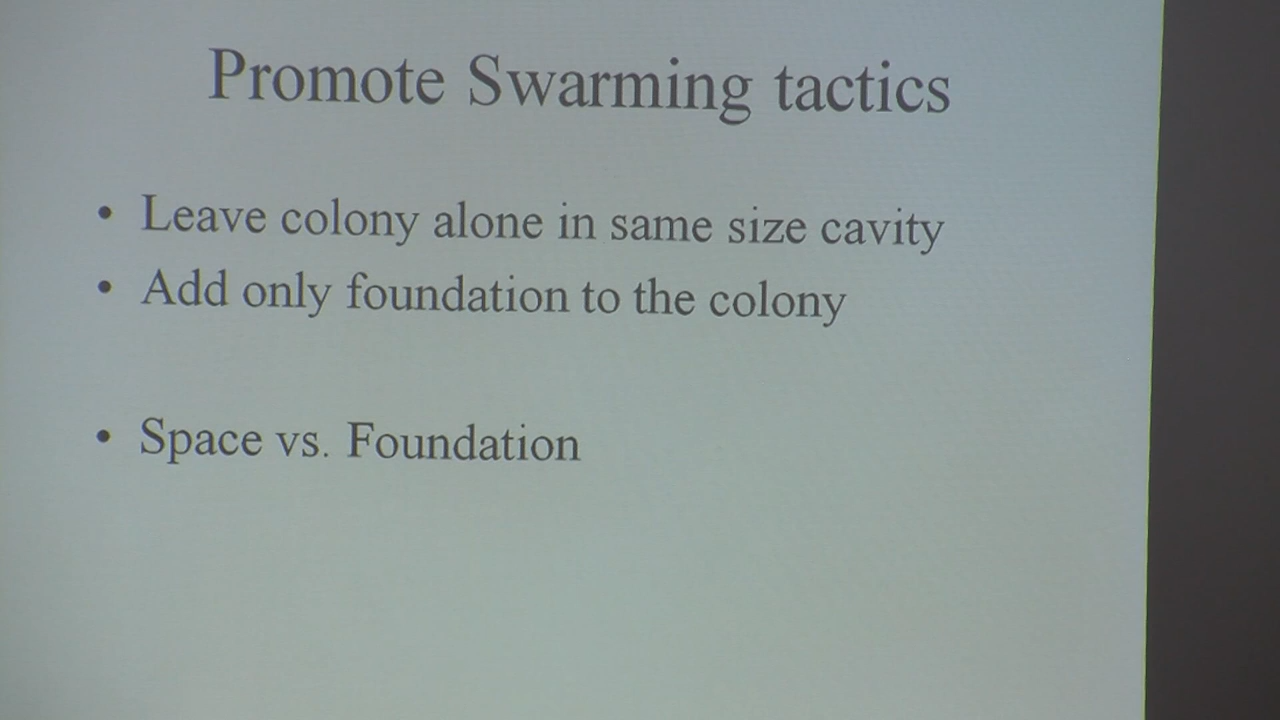 Promote Swarming tactics
• Leave colony alone in same size cavity
• Add only foundation to the colony
• Space vs. Foundation